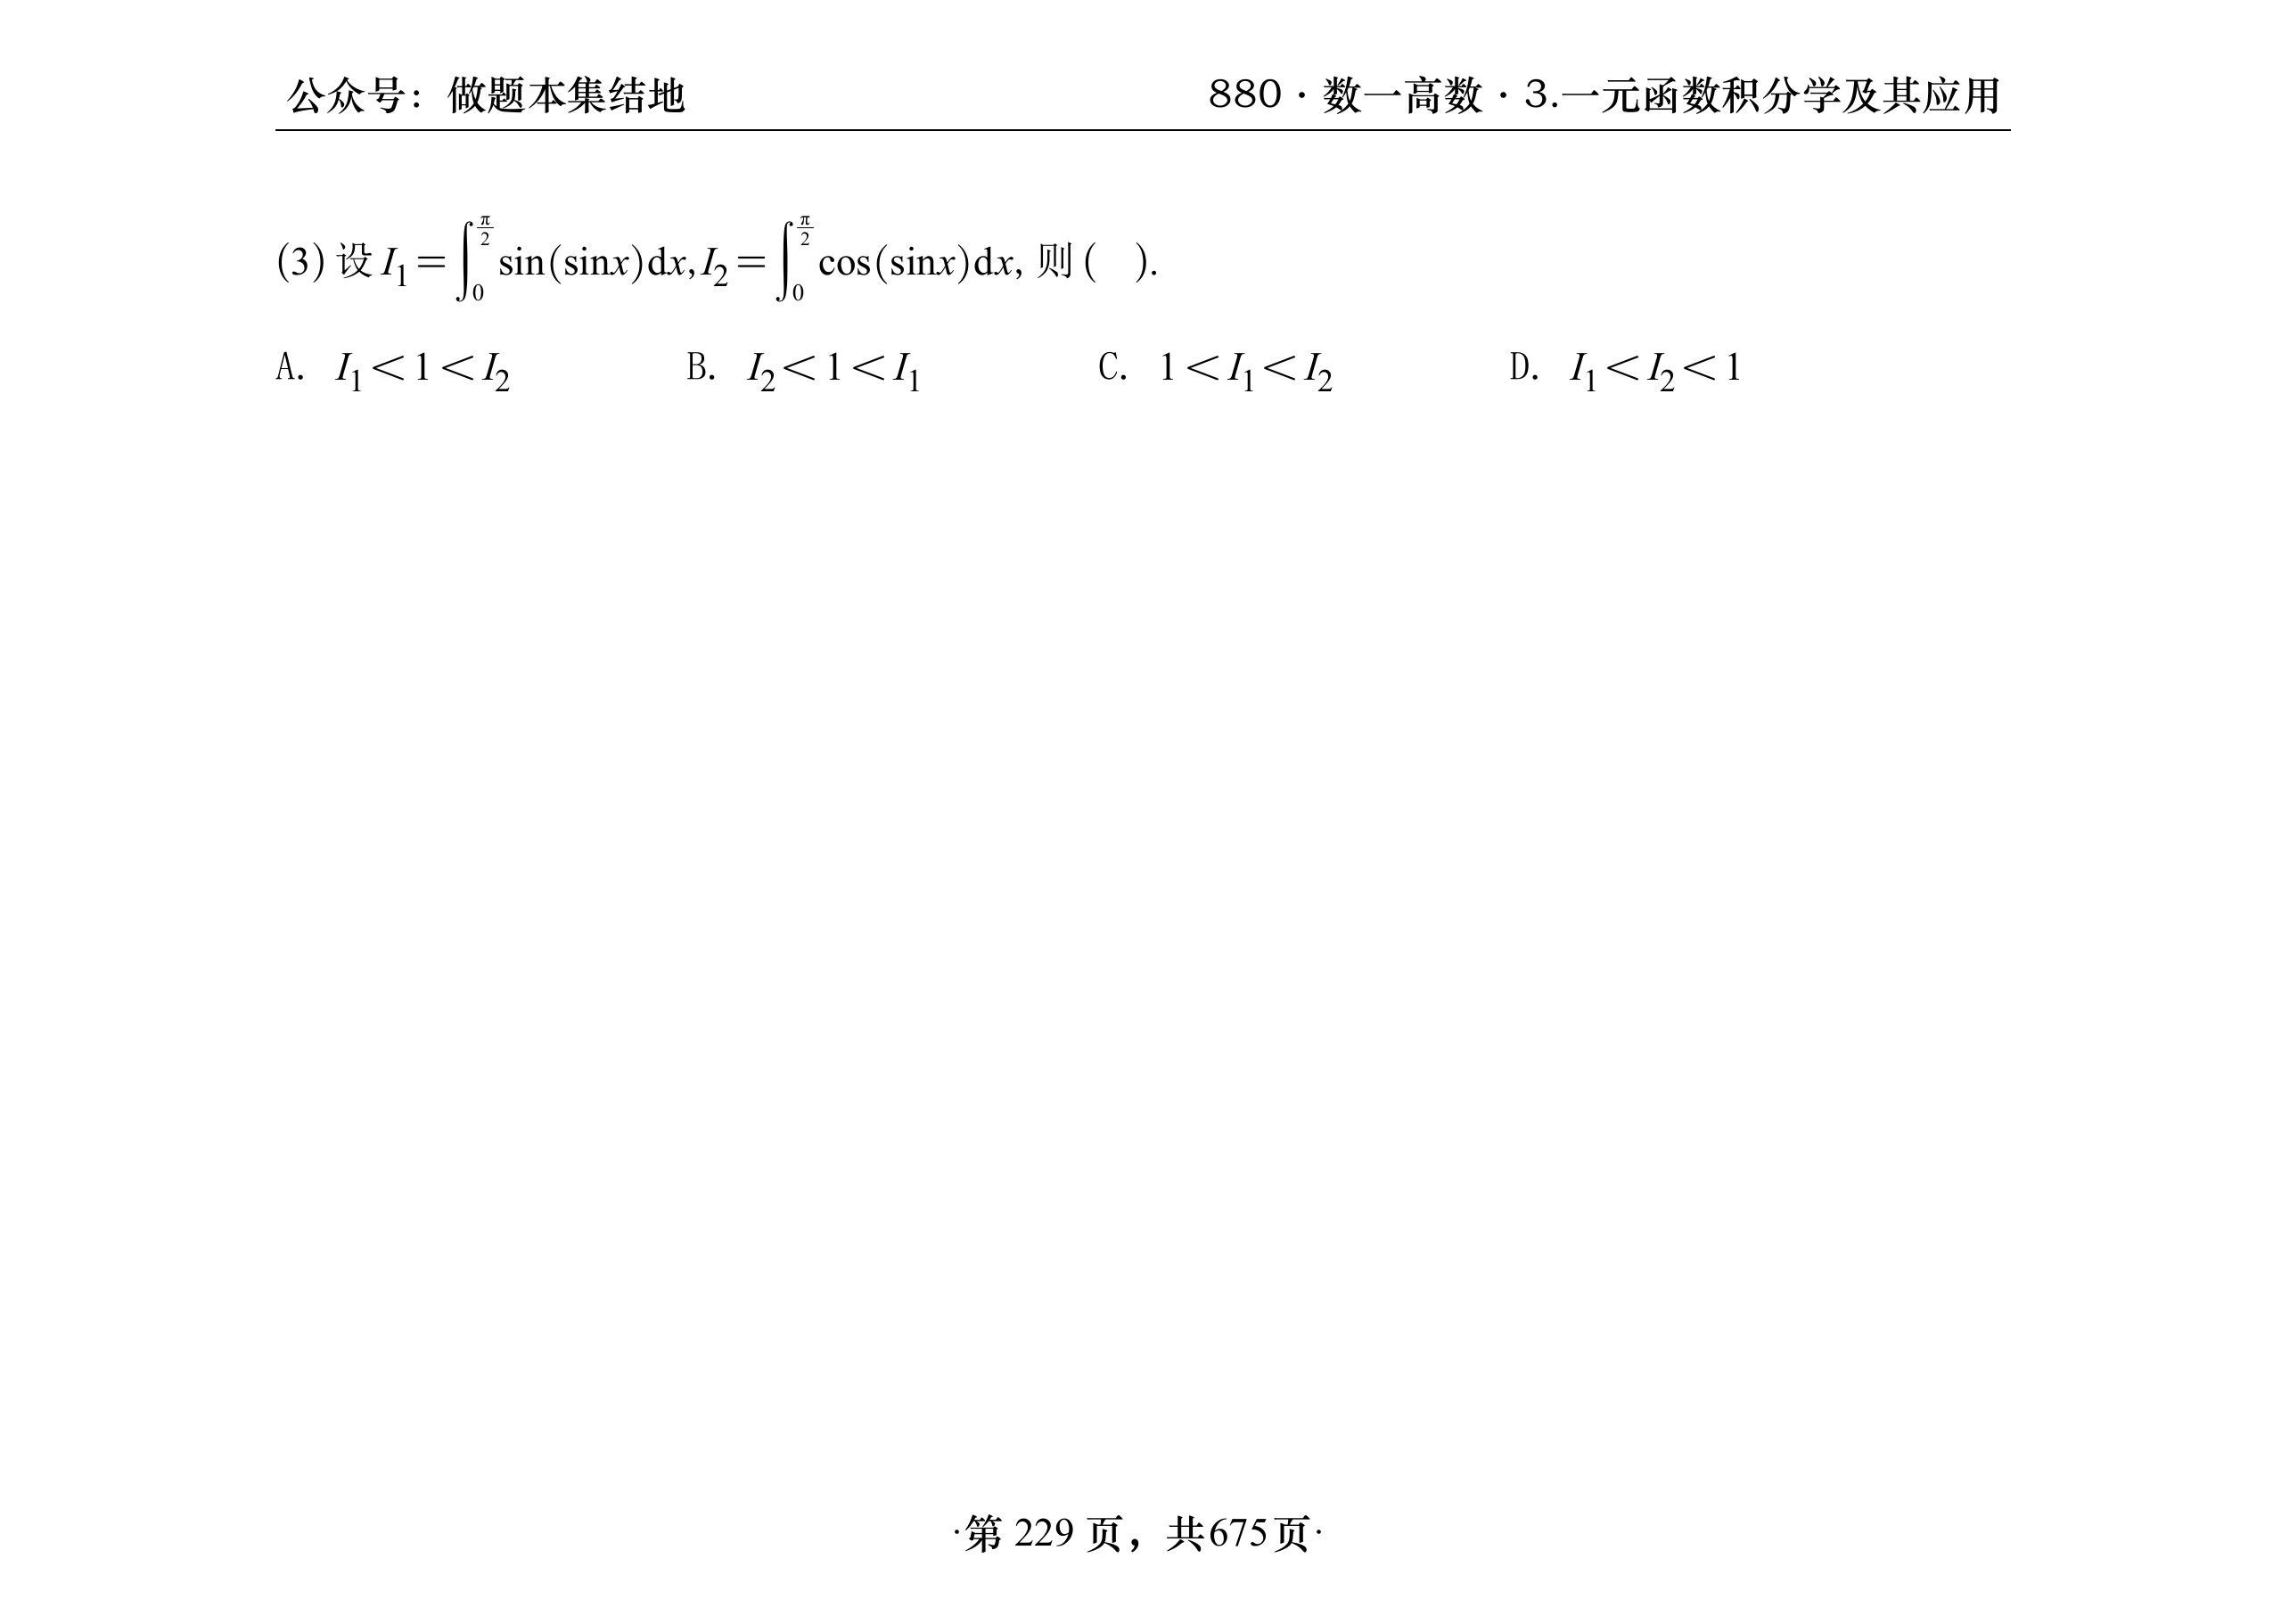 公众号：做题本集结地 880·数一高数·3.一元函数积分学及其应用
(3) 设 $I_1=\int_0^{\frac{\pi}{2}}\sin(\sin x)\mathrm{d}x, I_2=\int_0^{\frac{\pi}{2}}\cos(\sin x)\mathrm{d}x$, 则 ( ).
A. $I_1<1<I_2$ B. $I_2<1<I_1$ C. $1<I_1<I_2$ D. $I_1<I_2<1$
·第 229 页，共675页·